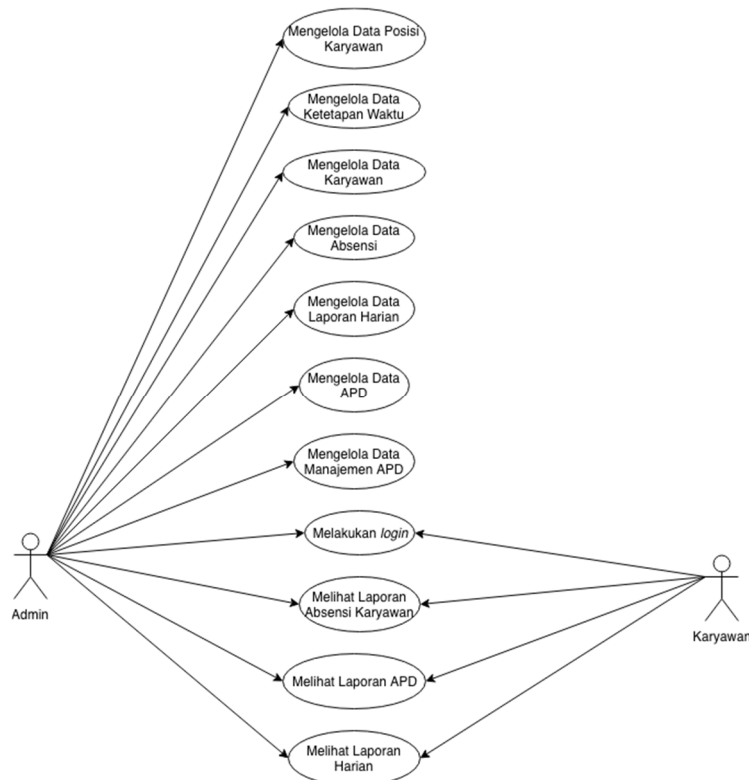 Mengelola Data Posisi
Karyawan
Mengelola Data
Ketetapan Waktu
Mengelola Data
Karyawan
Mengelola Data
Absensi
Mengelola Data
Laporan Harian
Mengelola Data
APD
Mengelola Data
Manajemen APD
Melakukan login
Melihat Laporan
Absensi Karyawan
Melihat Laporan APD
Melihat Laporan
Harian
Admin
Karyawan